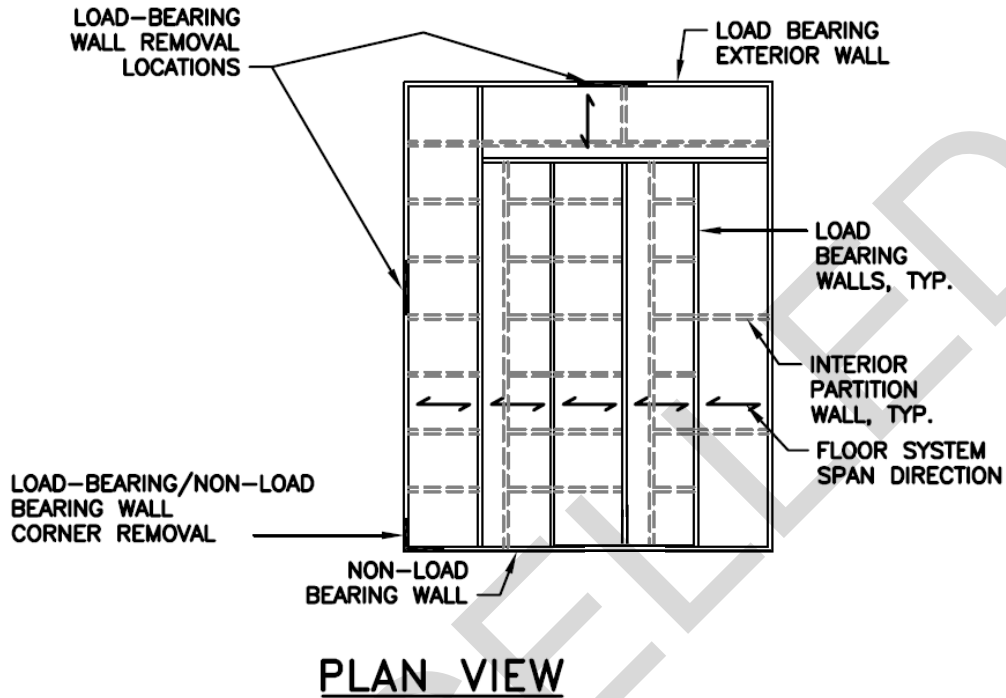 LOAD-BEARING
WALL REMOVAL
LOCATIONS
LOAD BEARING
EXTERIOR WALL
LOAD
BEARING
WALLS, TYP.
INTERIOR
PARTITION
WALL, TYP.
FLOOR SYSTEM
SPAN DIRECTION
LOAD-BEARING/NON-LOAD
BEARING WALL
CORNER REMOVAL
NON-LOAD
BEARING WALL
PLAN VIEW